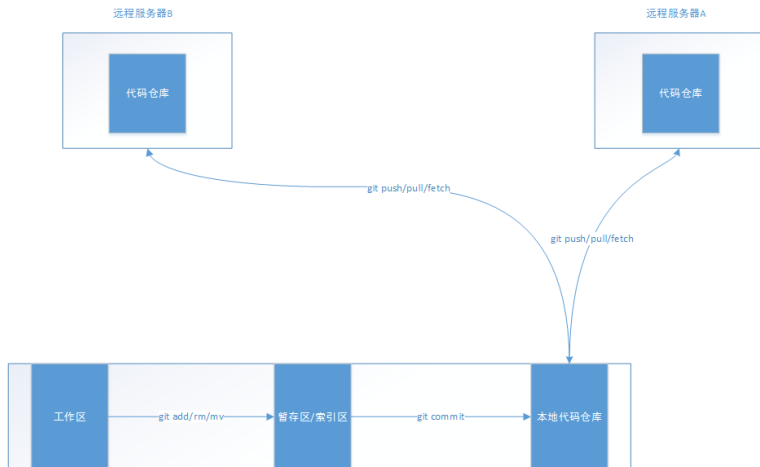 远程服务器B
远程服务器A
代码仓库
代码仓库
git push/pull/fetch
git push/pull/fetch
工作区
git add/rm/mv
暂存区/索引区
git commit
本地代码仓库